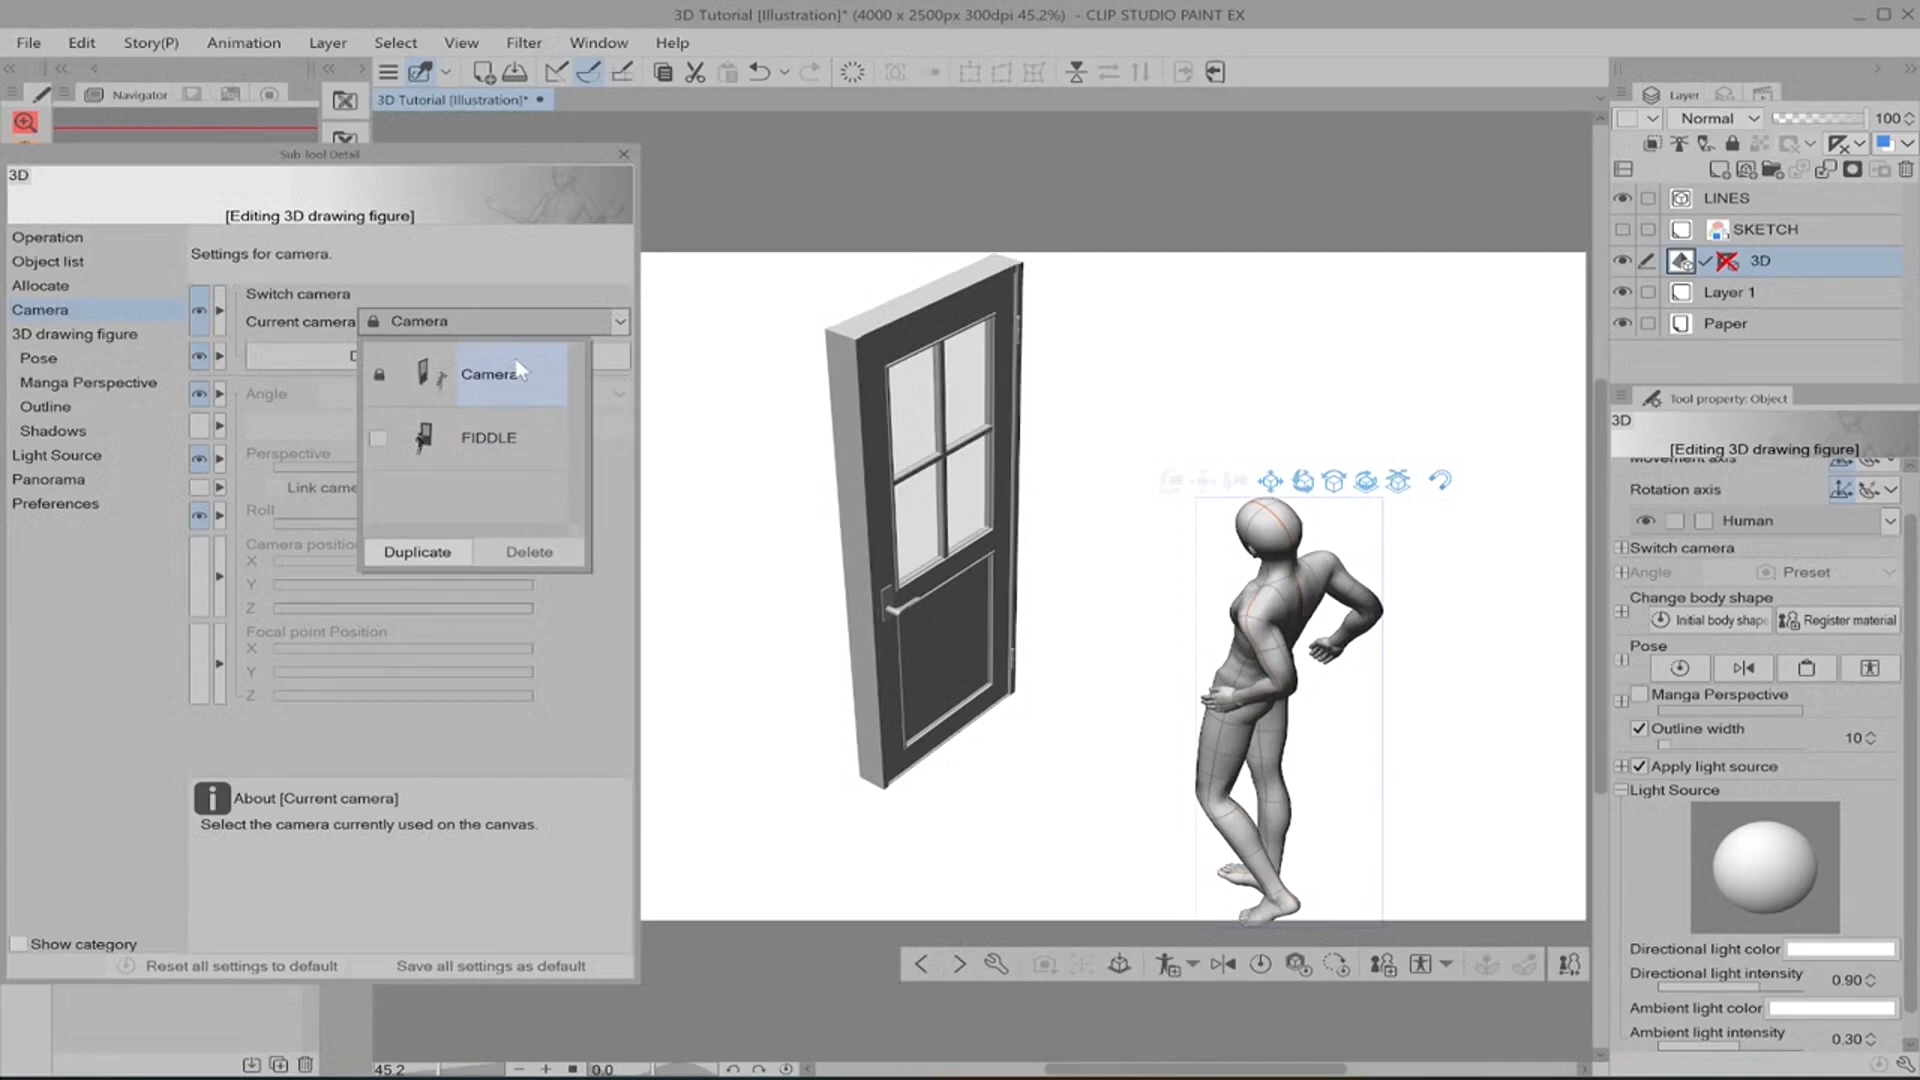 3D Tutorial [Illustration]* (4000 x 2500px 300dpi 45.2%)  - CLIP STUDIO PAINT EX
File Edit Story(P) Animation Layer Select View Filter Window Help
Navigator
3D Tutorial [Illustration]*
Sub Tool Detail
3D
[Editing 3D drawing figure]
Operation
Object list
Allocate
Camera
3D drawing figure
Pose
Manga Perspective
Outline
Shadows
Light Source
Panorama
Preferences
Settings for camera.
Switch camera
Current camera
Camera
Camera
FIDDLE
Duplicate Delete
D
Angle
Perspective
Link came
Roll
Camera positio
X
Y
Z
Focal point Position
X
Y
Z
About [Current camera]
Select the camera currently used on the canvas.
Show category
Reset all settings to default Save all settings as default
45.2
0.0
Layer
Normal
100
LINES
SKETCH
3D
Layer 1
Paper
Tool property: Object
3D
[Editing 3D drawing figure]
Movement axis
Rotation axis
Human
Switch camera
Angle Preset
Change body shape
Initial body shape Register material
Pose
Manga Perspective
Outline width 10
Apply light source
Light Source
Directional light color
Directional light intensity 0.90
Ambient light color
Ambient light intensity 0.30